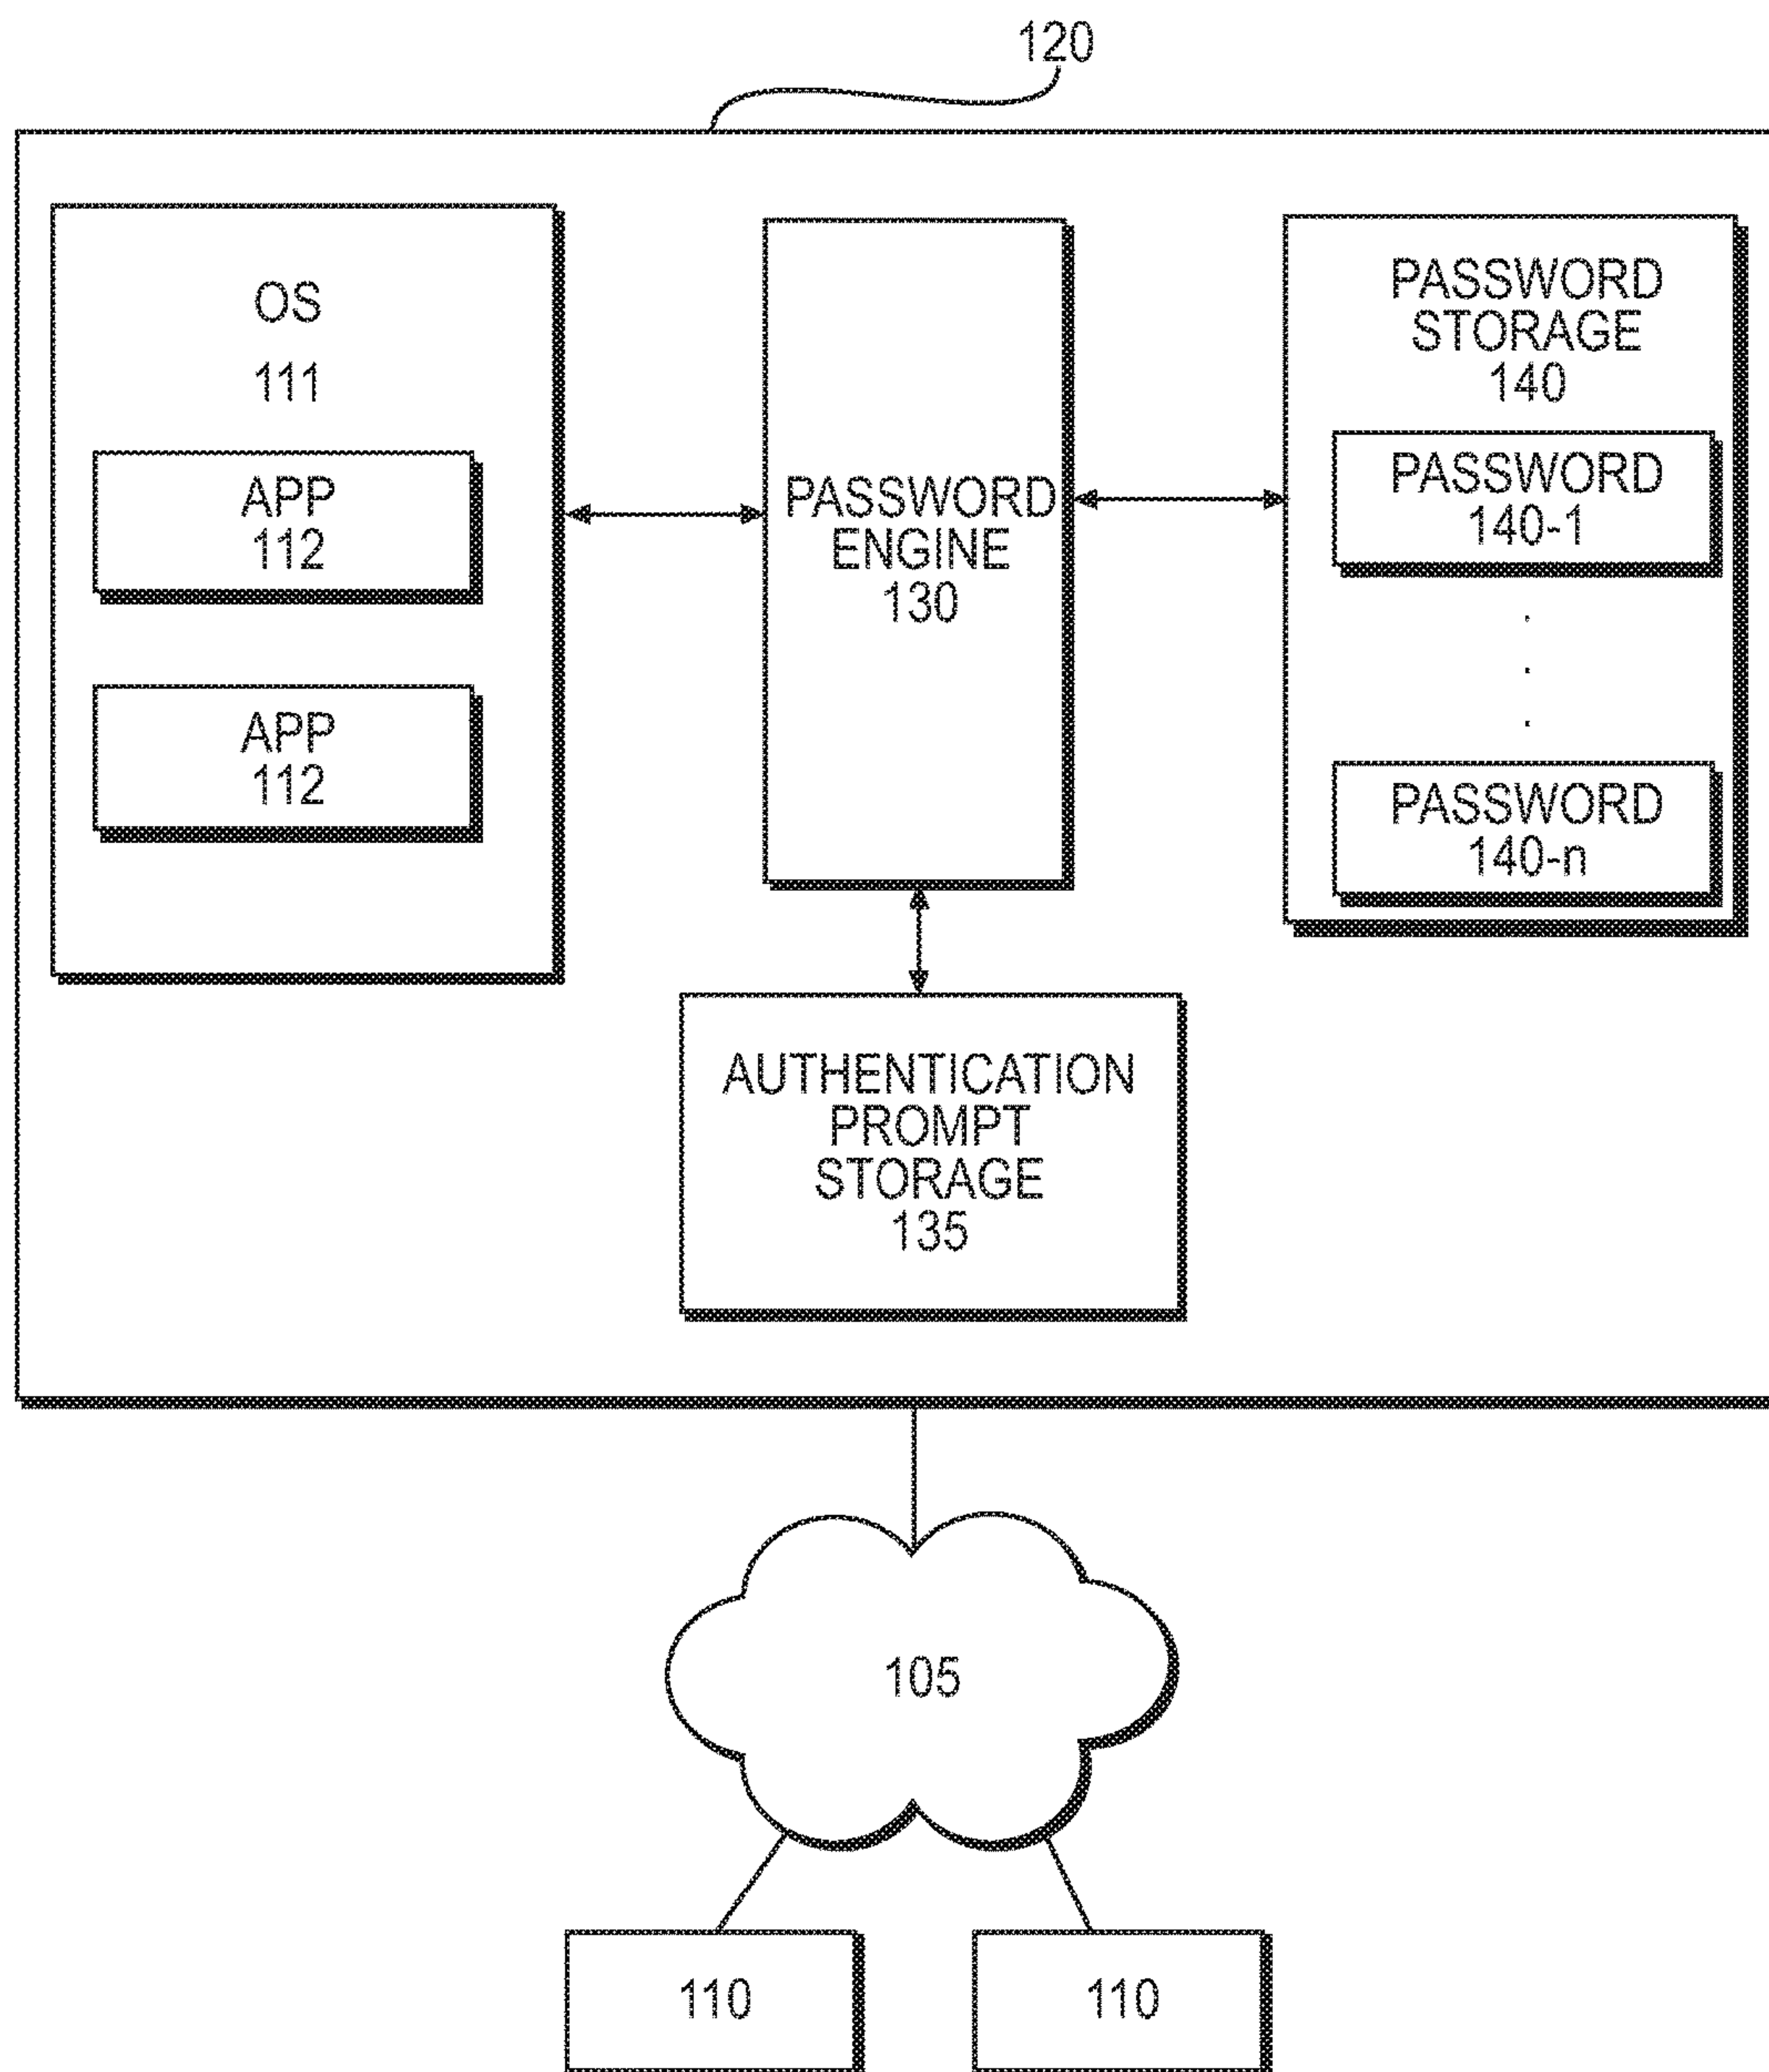 120
OS
111
APP
112
APP
112
PASSWORD
ENGINE
130
PASSWORD
STORAGE
140
PASSWORD
140-1
.
.
.
PASSWORD
140-n
AUTHENTICATION
PROMPT
STORAGE
135
105
110
110